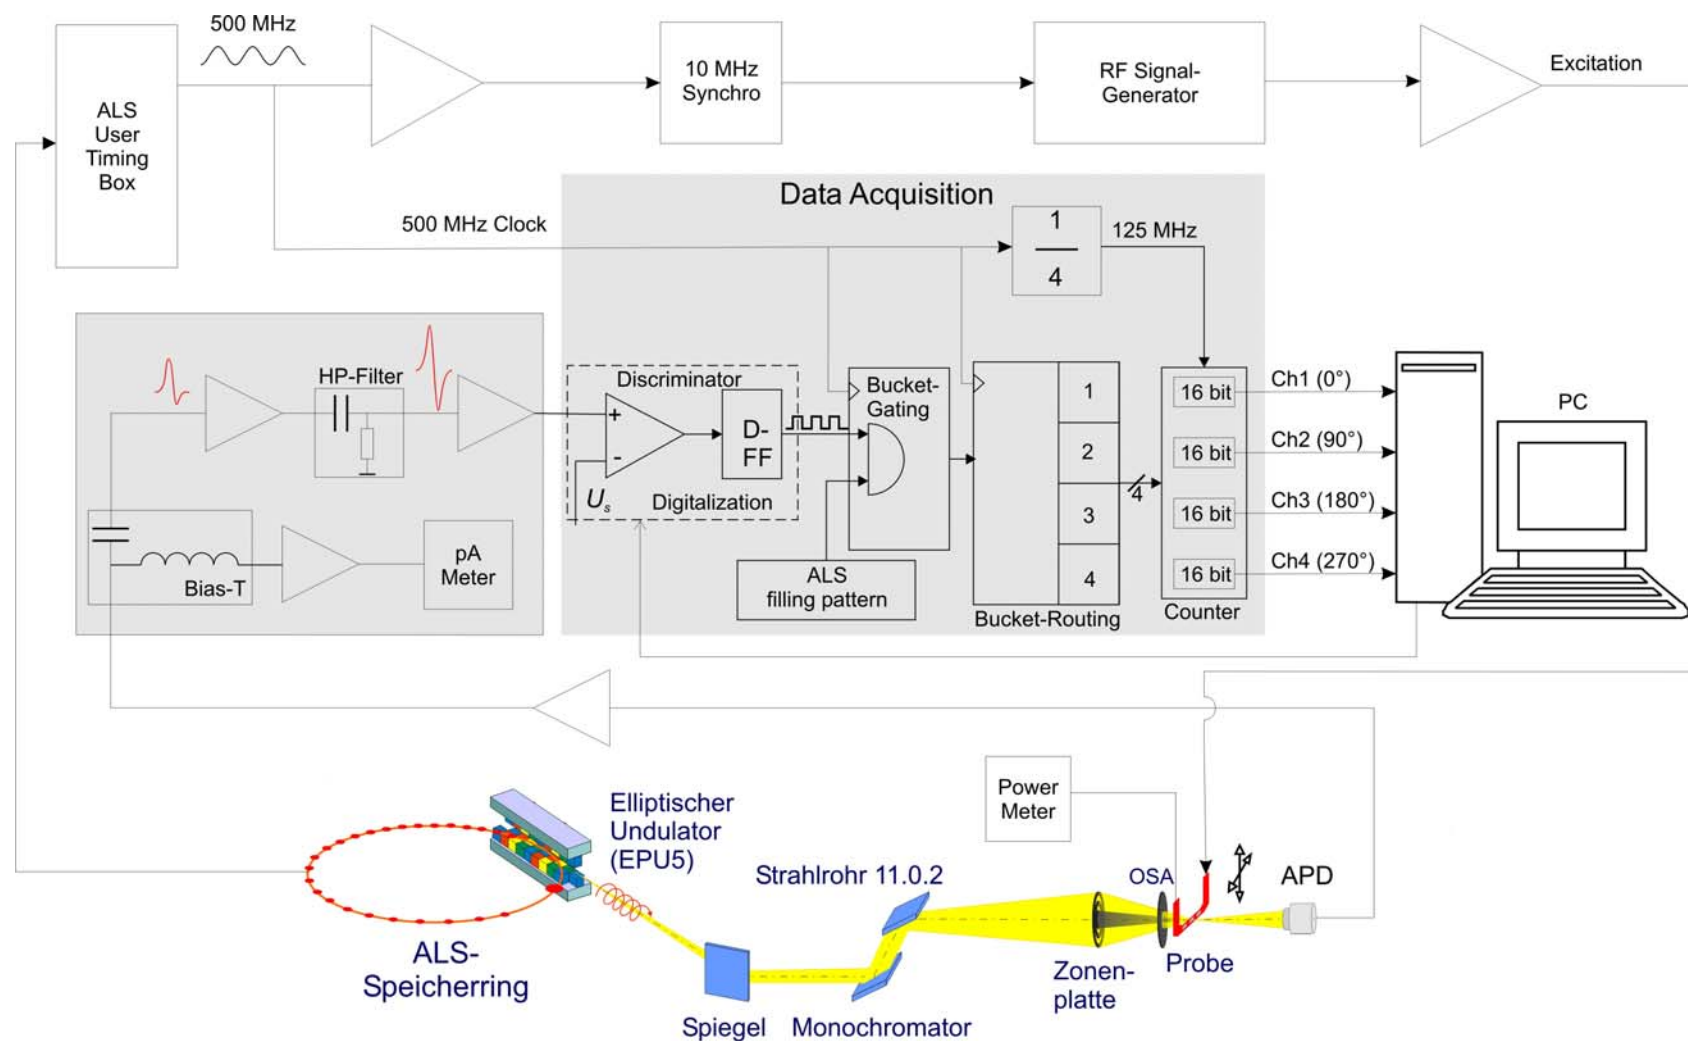 500 MHz
ALS
User
Timing
Box
10 MHz
Synchro
RF Signal-
Generator
Excitation
Data Acquisition
500 MHz Clock
1
4
125 MHz
HP-Filter
Discriminator
+
-
D-
FF
U_s
Digitalization
Bucket-
Gating
ALS
filling pattern
1
2
3
4
Bucket-Routing
4
16 bit
16 bit
16 bit
16 bit
Counter
Ch1 (0°)
Ch2 (90°)
Ch3 (180°)
Ch4 (270°)
PC
Bias-T
pA
Meter
Power
Meter
Elliptischer
Undulator
(EPU5)
Strahlrohr 11.0.2
OSA
APD
ALS-
Speicherring
Spiegel
Monochromator
Zonen-
platte
Probe